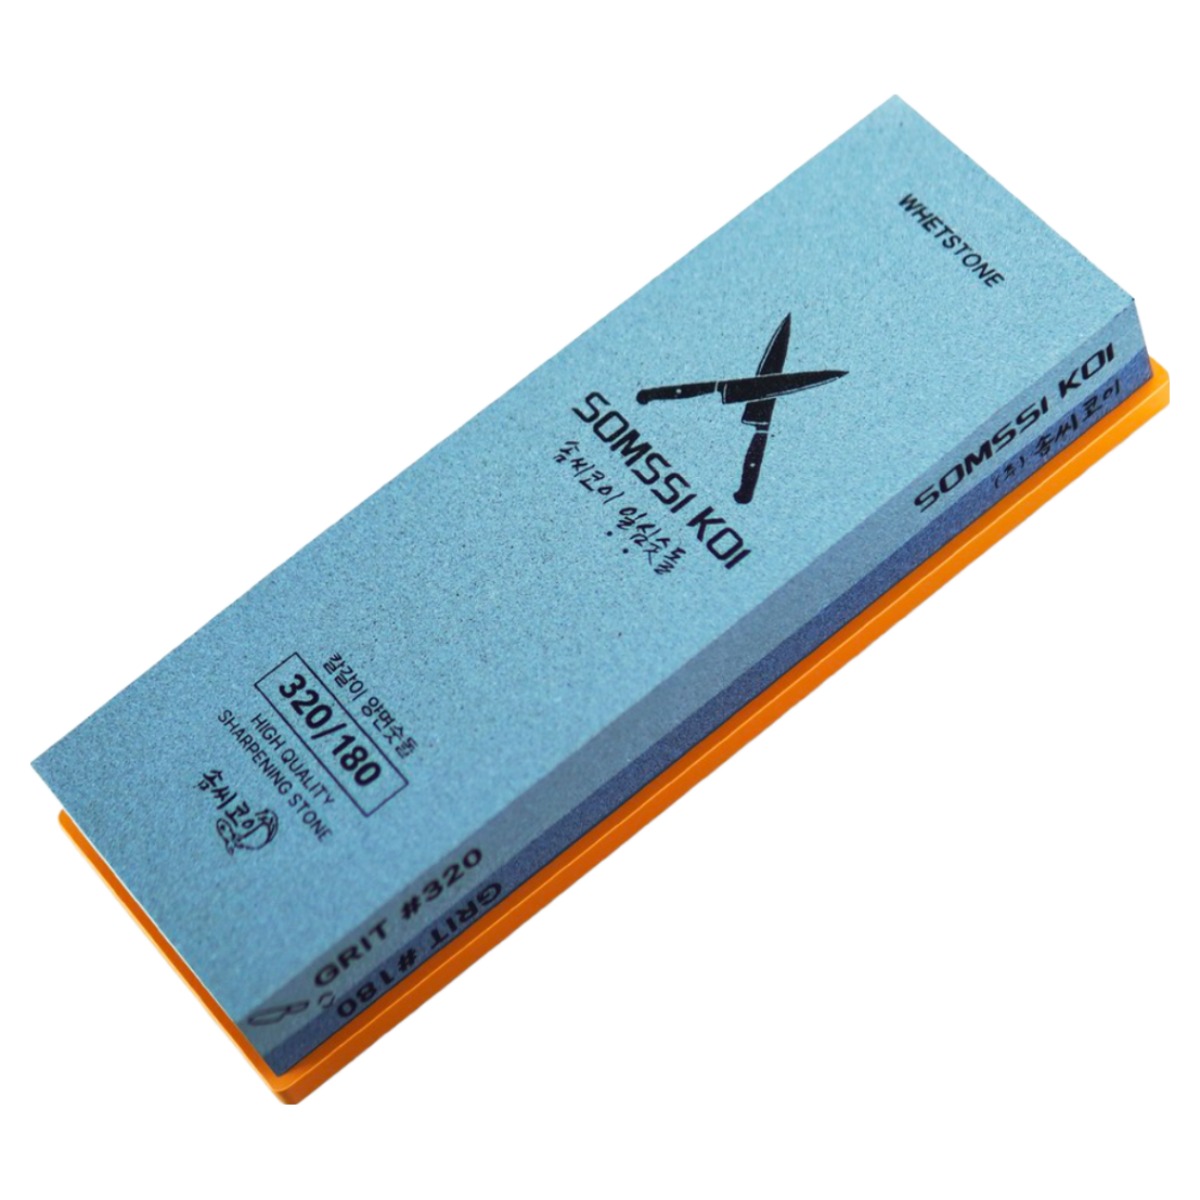 WHETSTONE
SOMSSI KOI
솜씨코이 일심숫돌
칼갈이 양면숫돌
320/180
HIGH QUALITY
SHARPENING STONE
솜씨코이
SOMSSI KOI
(주) 솜씨코이
GRIT #320
GRIT #180